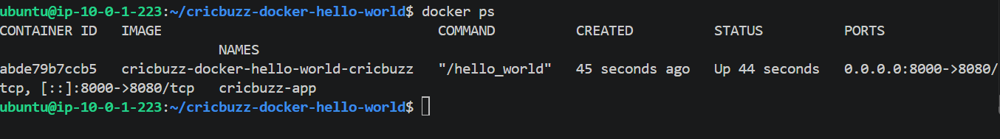 ubuntu@ip-10-0-1-223:~/cricbuzz-docker-hello-world$ docker ps
CONTAINER ID   IMAGE                                COMMAND         CREATED         STATUS         PORTS
                         NAMES
abde79b7ccb5   cricbuzz-docker-hello-world-cricbuzz   "/hello_world"   45 seconds ago   Up 44 seconds   0.0.0.0:8000->8080/
tcp, [::]:8000->8080/tcp   cricbuzz-app
ubuntu@ip-10-0-1-223:~/cricbuzz-docker-hello-world$